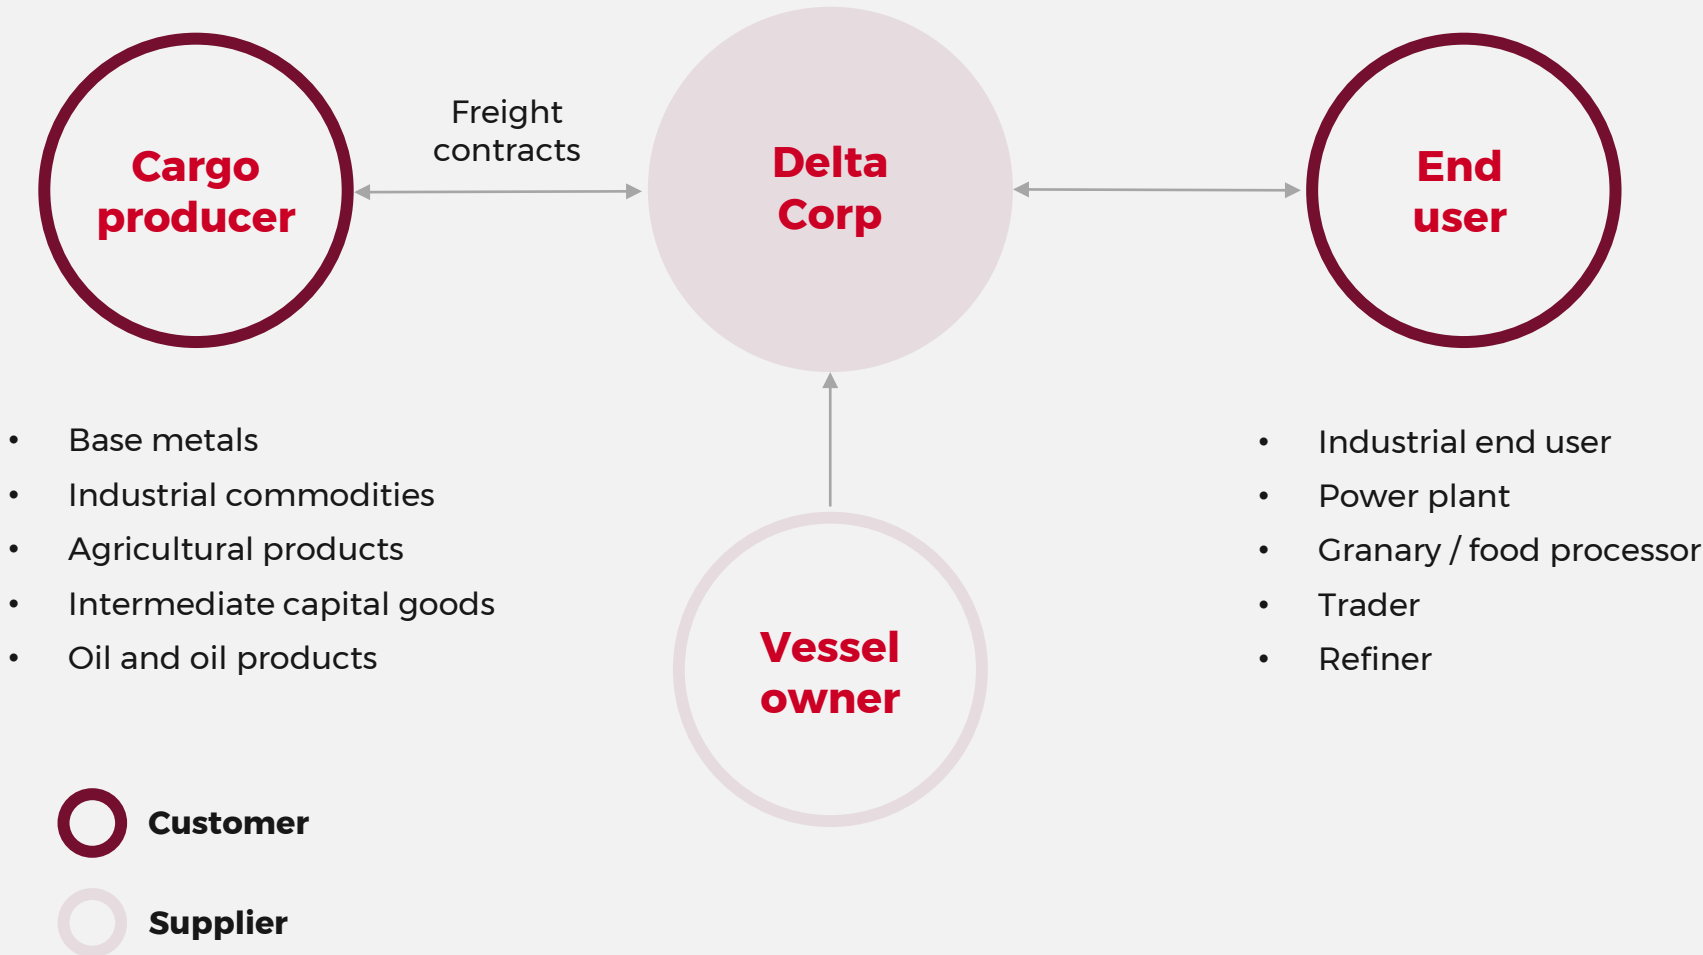 Cargo
producer
Freight
contracts
Delta
Corp
End
user
• Base metals
• Industrial commodities
• Agricultural products
• Intermediate capital goods
• Oil and oil products
Vessel
owner
• Industrial end user
• Power plant
• Granary / food processor
• Trader
• Refiner
Customer
Supplier